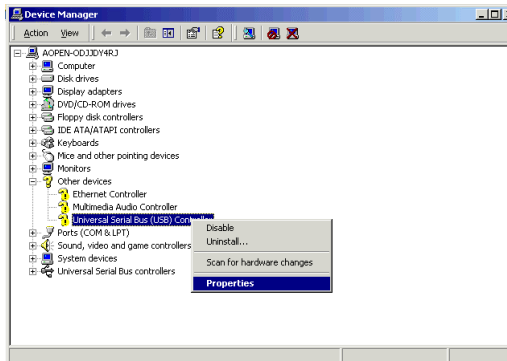 Device Manager
Action View
AOPEN-ODJJDY4RJ
Computer
Disk drives
Display adapters
DVD/CD-ROM drives
Floppy disk controllers
IDE ATA/ATAPI controllers
Keyboards
Mice and other pointing devices
Monitors
Other devices
Ethernet Controller
Multimedia Audio Controller
Universal Serial Bus (USB) Controller
Disable
Ports (COM & LPT)
Uninstall...
Sound, video and game controllers
System devices
Scan for hardware changes
Universal Serial Bus controllers
Properties